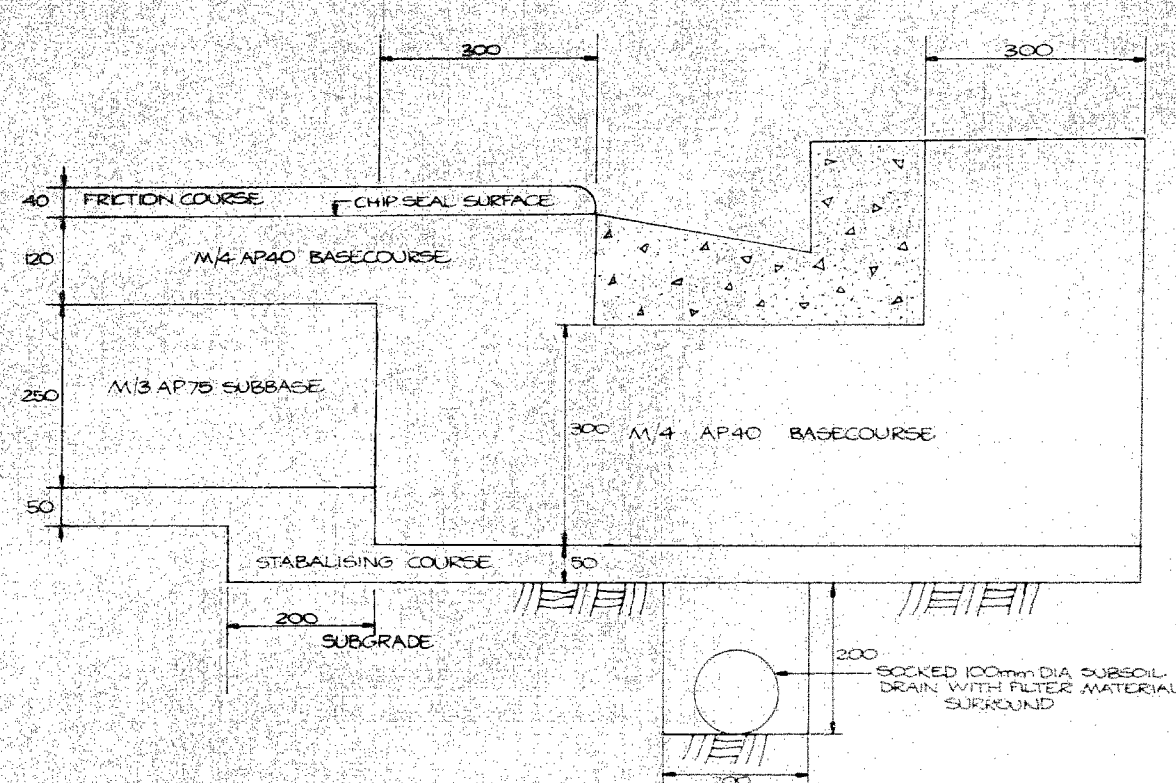 300
300
40
FRICTION COURSE
CHIP SEAL SURFACE
120
M/4 AP40 BASECOURSE
250
M/3 AP75 SUBBASE
300
M/4 AP40 BASECOURSE
50
STABALISING COURSE
50
200
SUBGRADE
200
SOCKED 100mm DIA SUBSOIL
DRAIN WITH FILTER MATERIAL
SURROUND